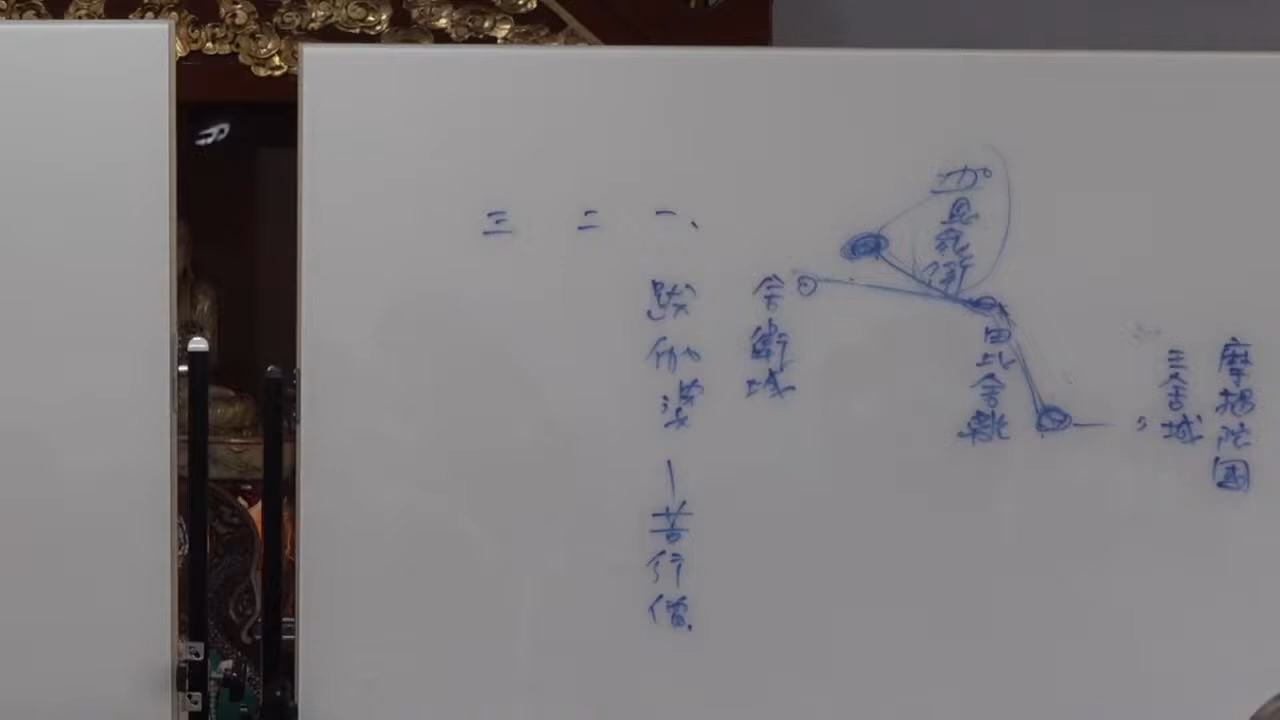 摩揭陀國
王舍城
毘舍離
迦毘羅衛
舍衛城
一、
跋伽婆—苦行僧
二
三